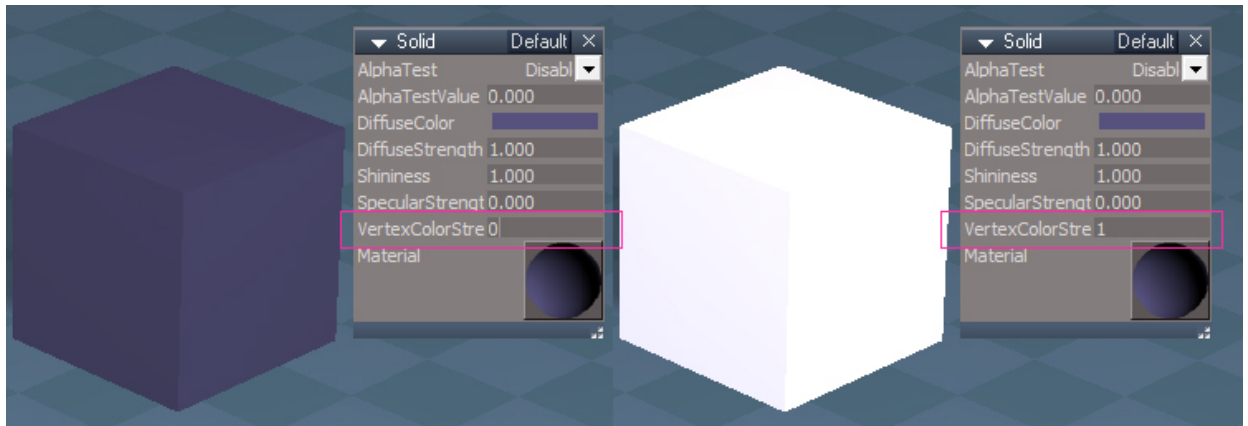 Solid Default
AlphaTest Disabl
AlphaTestValue 0.000
DiffuseColor
DiffuseStrength 1.000
Shininess 1.000
SpecularStrengt 0.000
VertexColorStre 0
Material
Solid Default
AlphaTest Disabl
AlphaTestValue 0.000
DiffuseColor
DiffuseStrength 1.000
Shininess 1.000
SpecularStrengt 0.000
VertexColorStre 1
Material